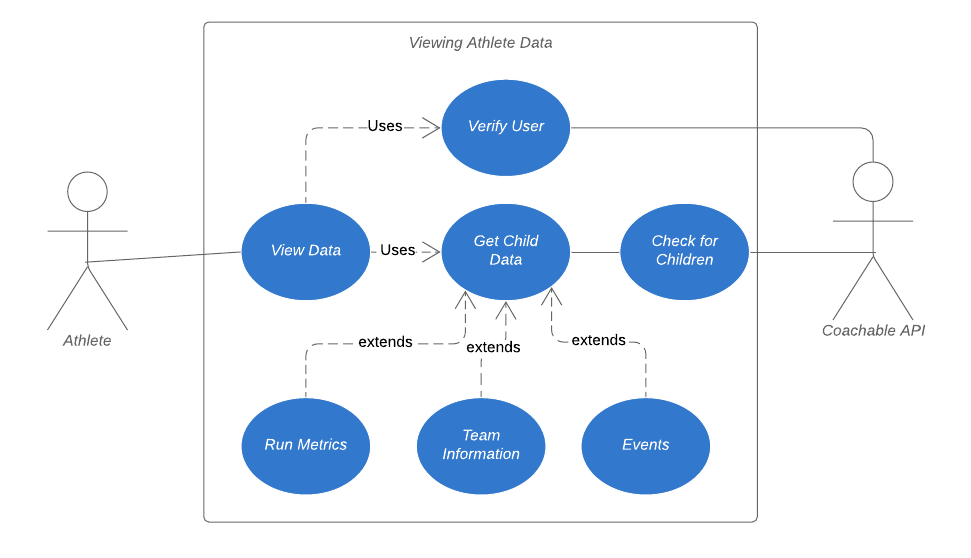 Viewing Athlete Data
Uses
Verify User
View Data
Uses
Get Child
Data
Check for
Children
Athlete
Coachable API
extends
extends
extends
Run Metrics
Team
Information
Events